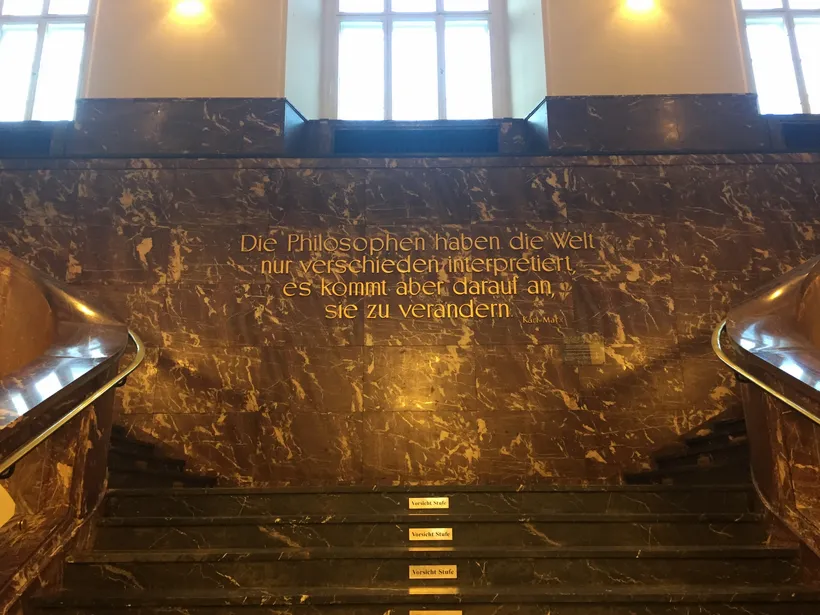 Die Philosophen haben die Welt
nur verschieden interpretiert,
es kommt aber darauf an,
sie zu verändern
Karl Marx
Vorsicht Stufe
Vorsicht Stufe
Vorsicht Stufe